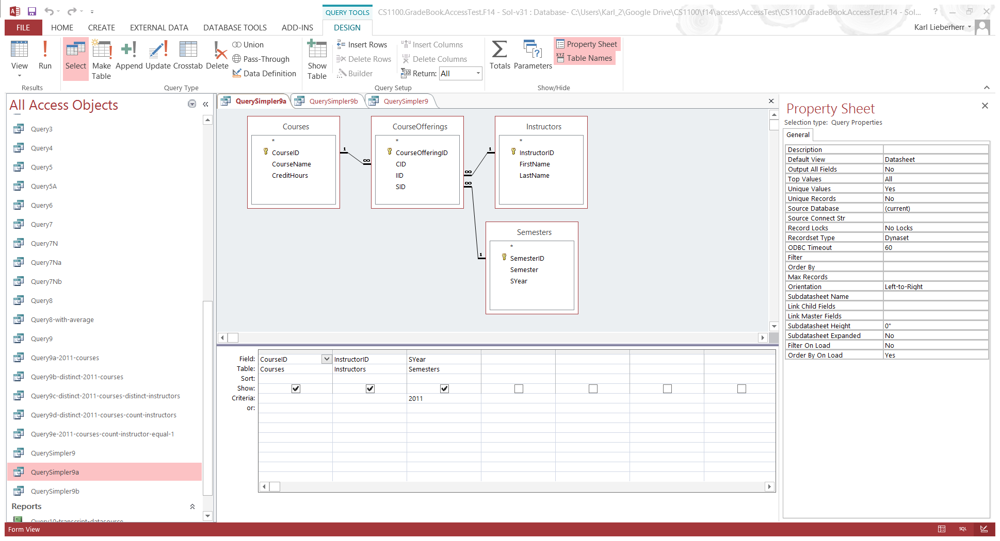 QUERY TOOLS
CS1100.GradeBook.AccessTest.F14 - Sol-v31 : Database- C:\Users\Karl_2\Google Drive\CS1100\f14\access\AccessTest\CS1100.GradeBook.AccessTest.F14 - Sol...
FILE HOME CREATE EXTERNAL DATA DATABASE TOOLS ADD-INS DESIGN
Karl Lieberherr
View
Run
Results
Select
Make Table
Append
Update
Crosstab
Delete
Union
Pass-Through
Data Definition
Query Type
Show Table
Insert Rows
Delete Rows
Builder
Insert Columns
Delete Columns
Return: All
Query Setup
Totals
Parameters
Property Sheet
XYZ Table Names
Show/Hide
All Access Objects
Query3
Query4
Query5
Query5A
Query6
Query7
Query7N
Query7Na
Query7Nb
Query8
Query8-with-average
Query9
Query9a-2011-courses
Query9b-distinct-2011-courses
Query9c-distinct-2011-courses-distinct-instructors
Query9d-distinct-2011-courses-count-instructors
Query9e-2011-courses-count-instructor-equal-1
QuerySimpler9
QuerySimpler9a
QuerySimpler9b
Reports
Query10-transcript-datasource
QuerySimpler9a QuerySimpler9b QuerySimpler9
Courses
*
CourseID
CourseName
CreditHours
1 ∞
CourseOfferings
*
CourseOfferingID
CID
IID
SID
∞ 1
∞ 1
Instructors
*
InstructorID
FirstName
LastName
Semesters
*
SemesterID
Semester
SYear
Field: CourseID InstructorID SYear
Table: Courses Instructors Semesters
Sort:
Show:
Criteria: 2011
or:
Property Sheet
Selection type: Query Properties
General
Description
Default View Datasheet
Output All Fields No
Top Values All
Unique Values Yes
Unique Records No
Source Database (current)
Source Connect Str
Record Locks No Locks
Recordset Type Dynaset
ODBC Timeout 60
Filter
Order By
Max Records
Orientation Left-to-Right
Subdatasheet Name
Link Child Fields
Link Master Fields
Subdatasheet Height 0"
Subdatasheet Expanded No
Filter On Load No
Order By On Load Yes
Form View
SQL